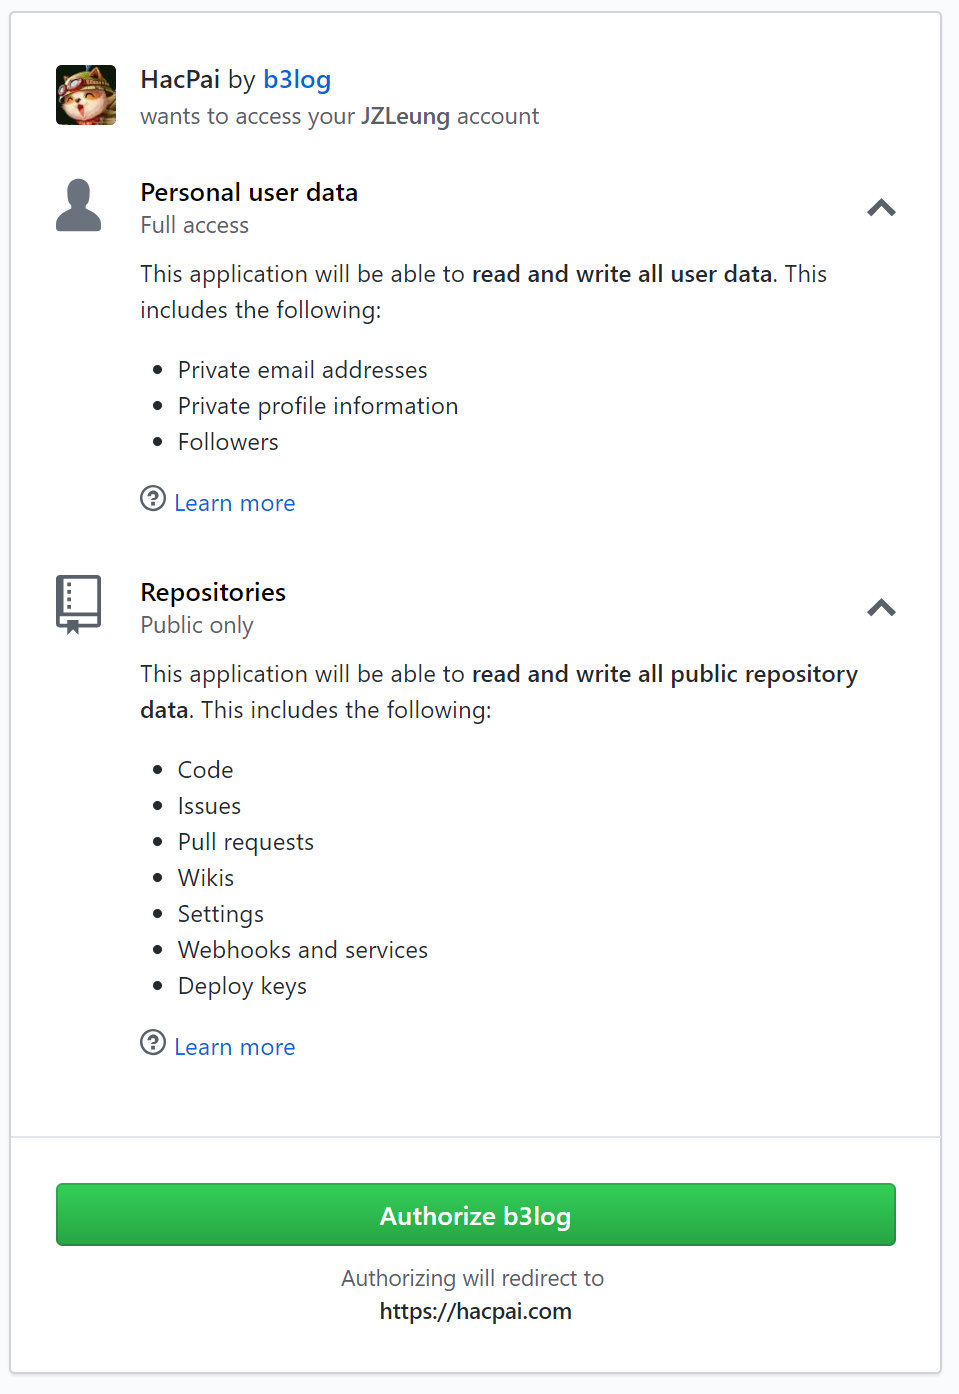 HacPai by b3log
wants to access your JZLeung account
Personal user data
Full access
This application will be able to read and write all user data. This
includes the following:
Private email addresses
Private profile information
Followers
Learn more
Repositories
Public only
This application will be able to read and write all public repository
data. This includes the following:
Code
Issues
Pull requests
Wikis
Settings
Webhooks and services
Deploy keys
Learn more
Authorize b3log
Authorizing will redirect to
https://hacpai.com